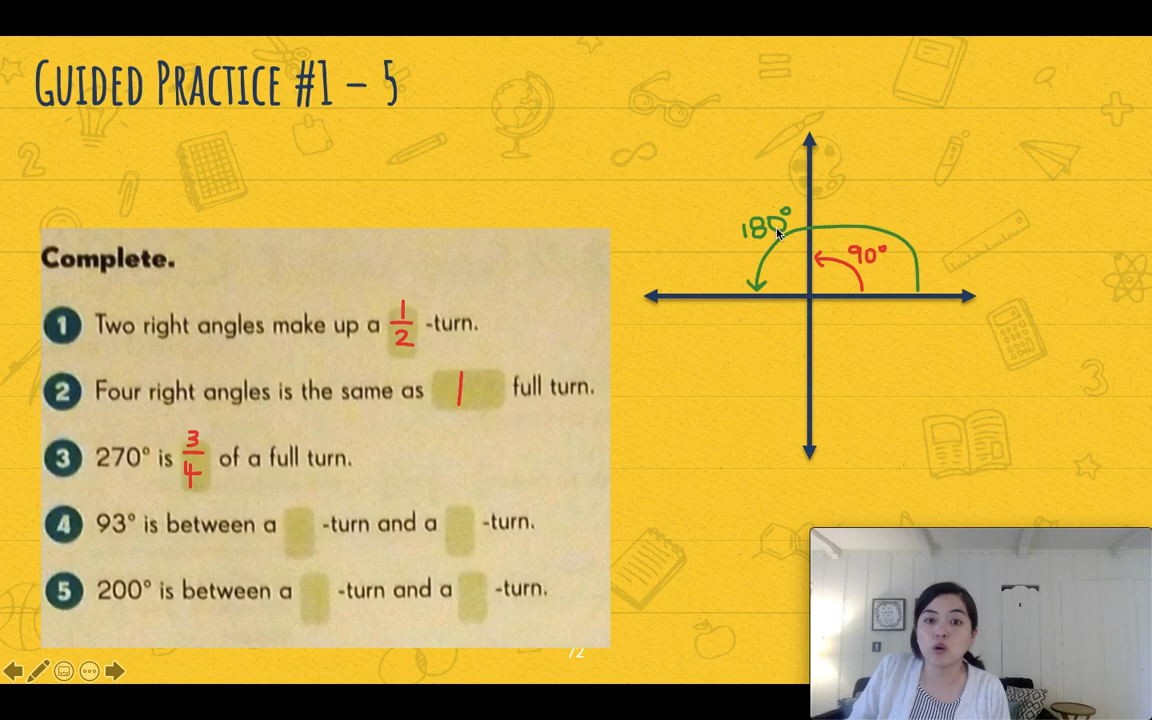 GUIDED PRACTICE #1 – 5
Complete.
1 Two right angles make up a 1/2 -turn.
2 Four right angles is the same as 1 full turn.
3 270° is 3/4 of a full turn.
4 93° is between a -turn and a -turn.
5 200° is between a -turn and a -turn.
180°
90°
72